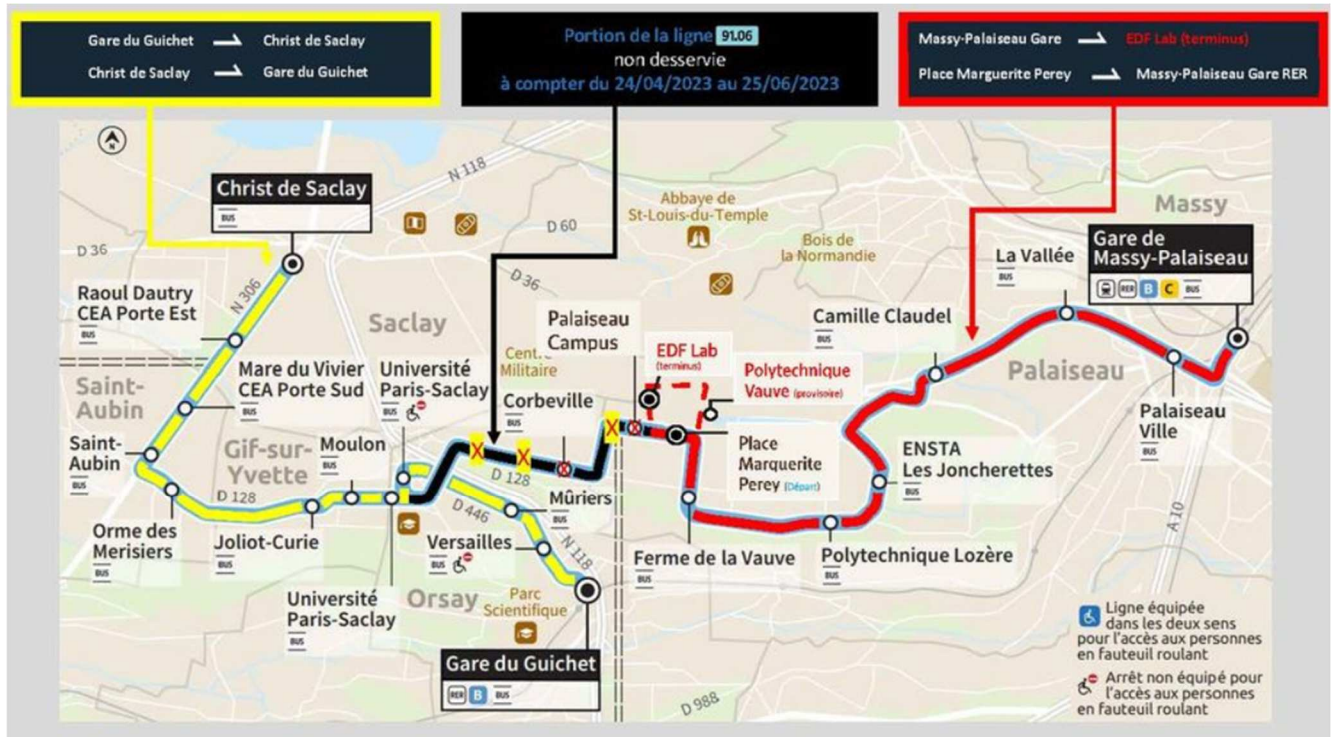 Gare du Guichet → Christ de Saclay
Christ de Saclay → Gare du Guichet
Portion de la ligne 91.06
non desservie
à compter du 24/04/2023 au 25/06/2023
Massy-Palaiseau Gare → EDF Lab (terminus)
Place Marguerite Perey → Massy-Palaiseau Gare RER
N 118
Christ de Saclay
BUS
D 36
D 60
Abbaye de
St-Louis-du-Temple
Bois de
la Normandie
Massy
Gare de
Massy-Palaiseau
RER B C BUS
La Vallée
BUS
N 306
D 36
Raoul Dautry
CEA Porte Est
BUS
Saclay
Palaiseau
Campus
Camille Claudel
BUS
Centre
Militaire
EDF Lab
(terminus)
Polytechnique
Vauve (provisoire)
Palaiseau
Mare du Vivier
CEA Porte Sud
BUS
Université
Paris-Saclay
BUS
Saint-
Aubin
Corbeville
BUS
Palaiseau
Ville
BUS
Saint-
Aubin
BUS
Gif-sur-
Yvette
Moulon
BUS
X
X
X
X
X
Place
Marquerite
Perey (Départ)
ENSTA
Les Joncherettes
BUS
D 128
D 128
D 446
Mûriers
BUS
A 10
Orme des
Merisiers
BUS
Joliot-Curie
BUS
Versailles
BUS
N 118
Ferme de la Vauve
BUS
Polytechnique Lozère
BUS
Université
Paris-Saclay
BUS
Orsay
Parc
Scientifique
Gare du Guichet
RER B BUS
D 988
Ligne équipée
dans les deux sens
pour l'accès aux personnes
en fauteuil roulant
Arrêt non équipé pour
l'accès aux personnes
en fauteuil roulant